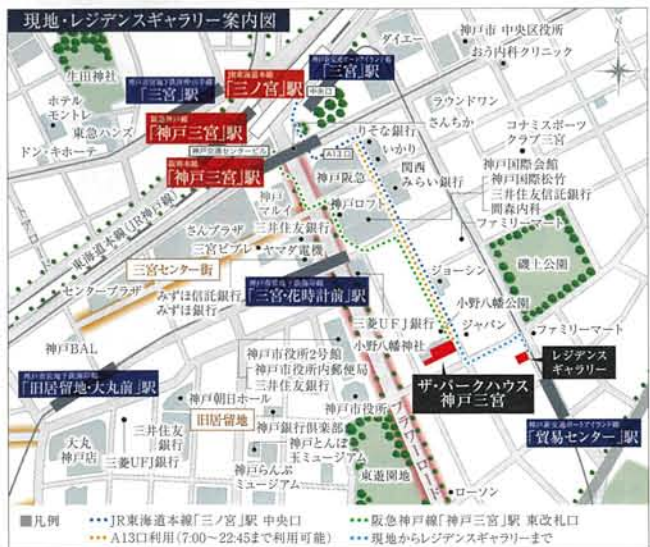 現地・レジデンスギャラリー案内図
ダイエー
神戸市 中央区役所
おう内科クリニック
生田神社
「三宮」駅
JR東海道本線
「三ノ宮」駅
中央口
「三宮」駅
ホテル
モントレ
東急ハンズ
ドン・キホーテ
阪急神戸線
「神戸三宮」駅
神戸交通センタービル
阪神本線
「神戸三宮」駅
A13口
りそな銀行
いかり
ラウンドワン
さんちか
コナミスポーツ
クラブ三宮
神戸阪急
関西
みらい銀行
神戸国際会館
神戸国際松竹
三井住友信託銀行
間森内科
ファミリーマート
東海道本線(JR神戸線)
神戸
マルイ
神戸ロフト
三井住友銀行
さんプラザ
三宮ビブレ
ヤマダ電機
三宮センター街
センタープラザ
みずほ信託銀行
みずほ銀行
「三宮・花時計前」駅
ジョーシン
磯上公園
小野八幡公園
ジャパン
ファミリーマート
三菱UFJ銀行
小野八幡神社
神戸BAL
「旧居留地・大丸前」駅
神戸市役所2号館
神戸市役所内郵便局
三井住友銀行
神戸朝日ホール
旧居留地
神戸市役所
ザ・パークハウス
神戸三宮
レジデンス
ギャラリー
「貿易センター」駅
大丸
神戸店
三井住友
銀行
三菱UFJ銀行
神戸銀行倶楽部
神戸とんぼ
玉ミュージアム
神戸らんぷ
ミュージアム
フラワーロード
東遊園地
ローソン
凡例
JR東海道本線「三ノ宮」駅 中央口
阪急神戸線「神戸三宮」駅 東改札口
A13口利用(7:00〜22:45まで利用可能)
現地からレジデンスギャラリーまで